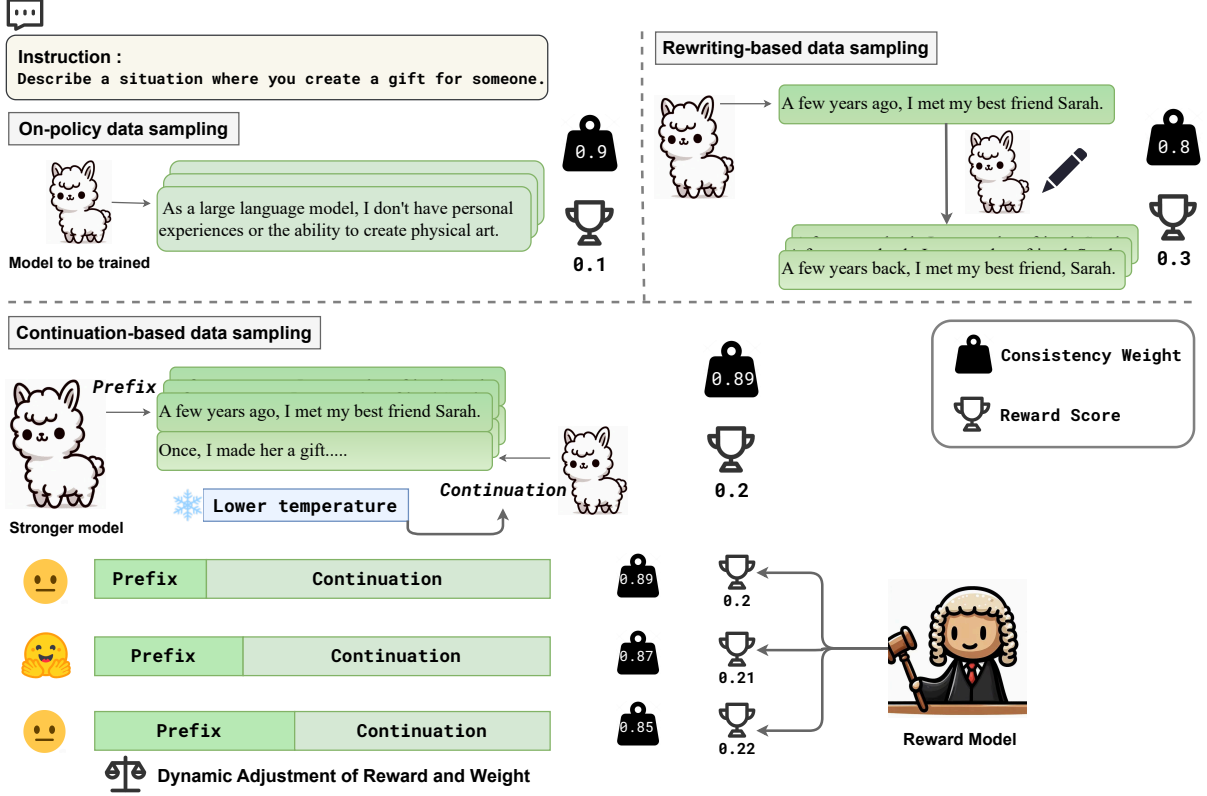 Instruction :
Describe a situation where you create a gift for someone.
On-policy data sampling
As a large language model, I don't have personal
experiences or the ability to create physical art.
Model to be trained
0.9
0.1
Rewriting-based data sampling
A few years ago, I met my best friend Sarah.
A few years back, I met my best friend, Sarah.
0.8
0.3
Continuation-based data sampling
Prefix
A few years ago, I met my best friend Sarah.
Once, I made her a gift.....
Continuation
Lower temperature
Stronger model
0.89
0.2
Consistency Weight
Reward Score
Prefix Continuation
0.89
0.2
Prefix Continuation
0.87
0.21
Prefix Continuation
0.85
0.22
Reward Model
Dynamic Adjustment of Reward and Weight